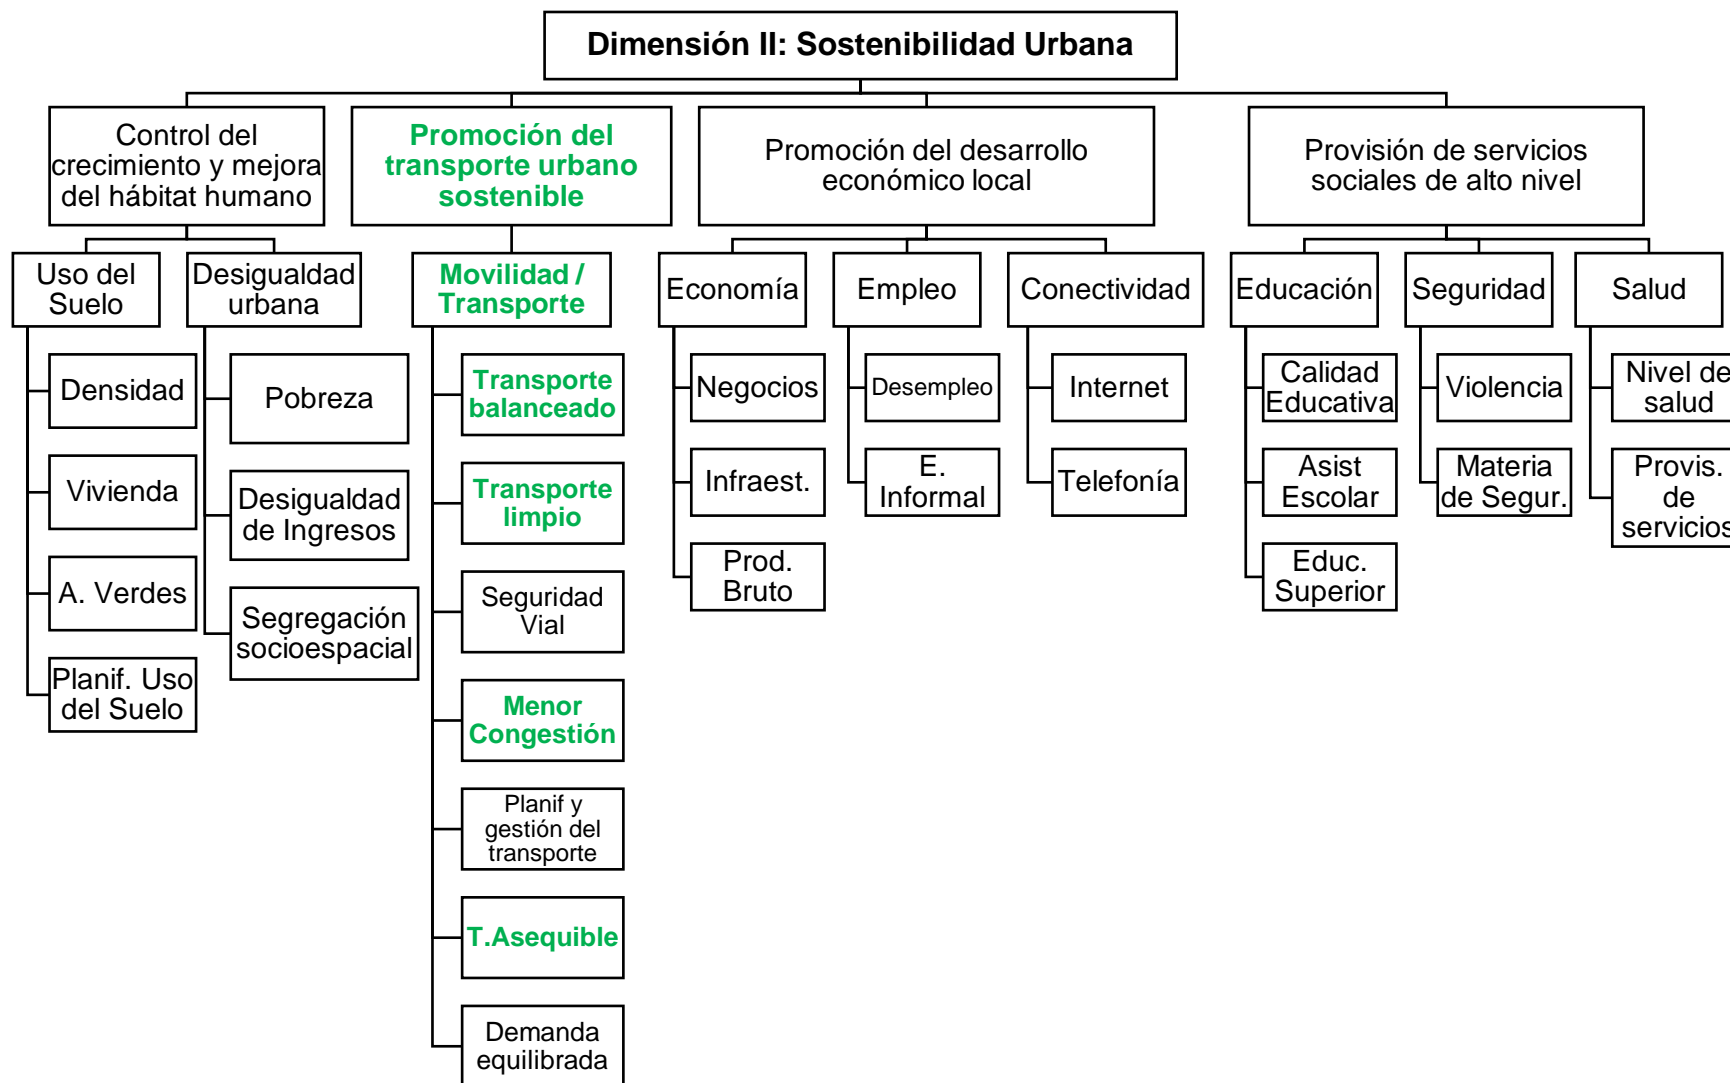 Dimensión II: Sostenibilidad Urbana
Control del
crecimiento y mejora
del hábitat humano
Promoción del
transporte urbano
sostenible
Promoción del desarrollo
económico local
Provisión de servicios
sociales de alto nivel
Uso del
Suelo
Desigualdad
urbana
Movilidad /
Transporte
Economía
Empleo
Conectividad
Educación
Seguridad
Salud
Densidad
Vivienda
A. Verdes
Planif. Uso
del Suelo
Pobreza
Desigualdad
de Ingresos
Segregación
socioespacial
Transporte
balanceado
Transporte
limpio
Seguridad
Vial
Menor
Congestión
Planif y
gestión del
transporte
T.Asequible
Demanda
equilibrada
Negocios
Infraest.
Prod.
Bruto
Desempleo
E.
Informal
Internet
Telefonía
Calidad
Educativa
Asist
Escolar
Educ.
Superior
Violencia
Materia
de Segur.
Nivel de
salud
Provis.
de
servicios